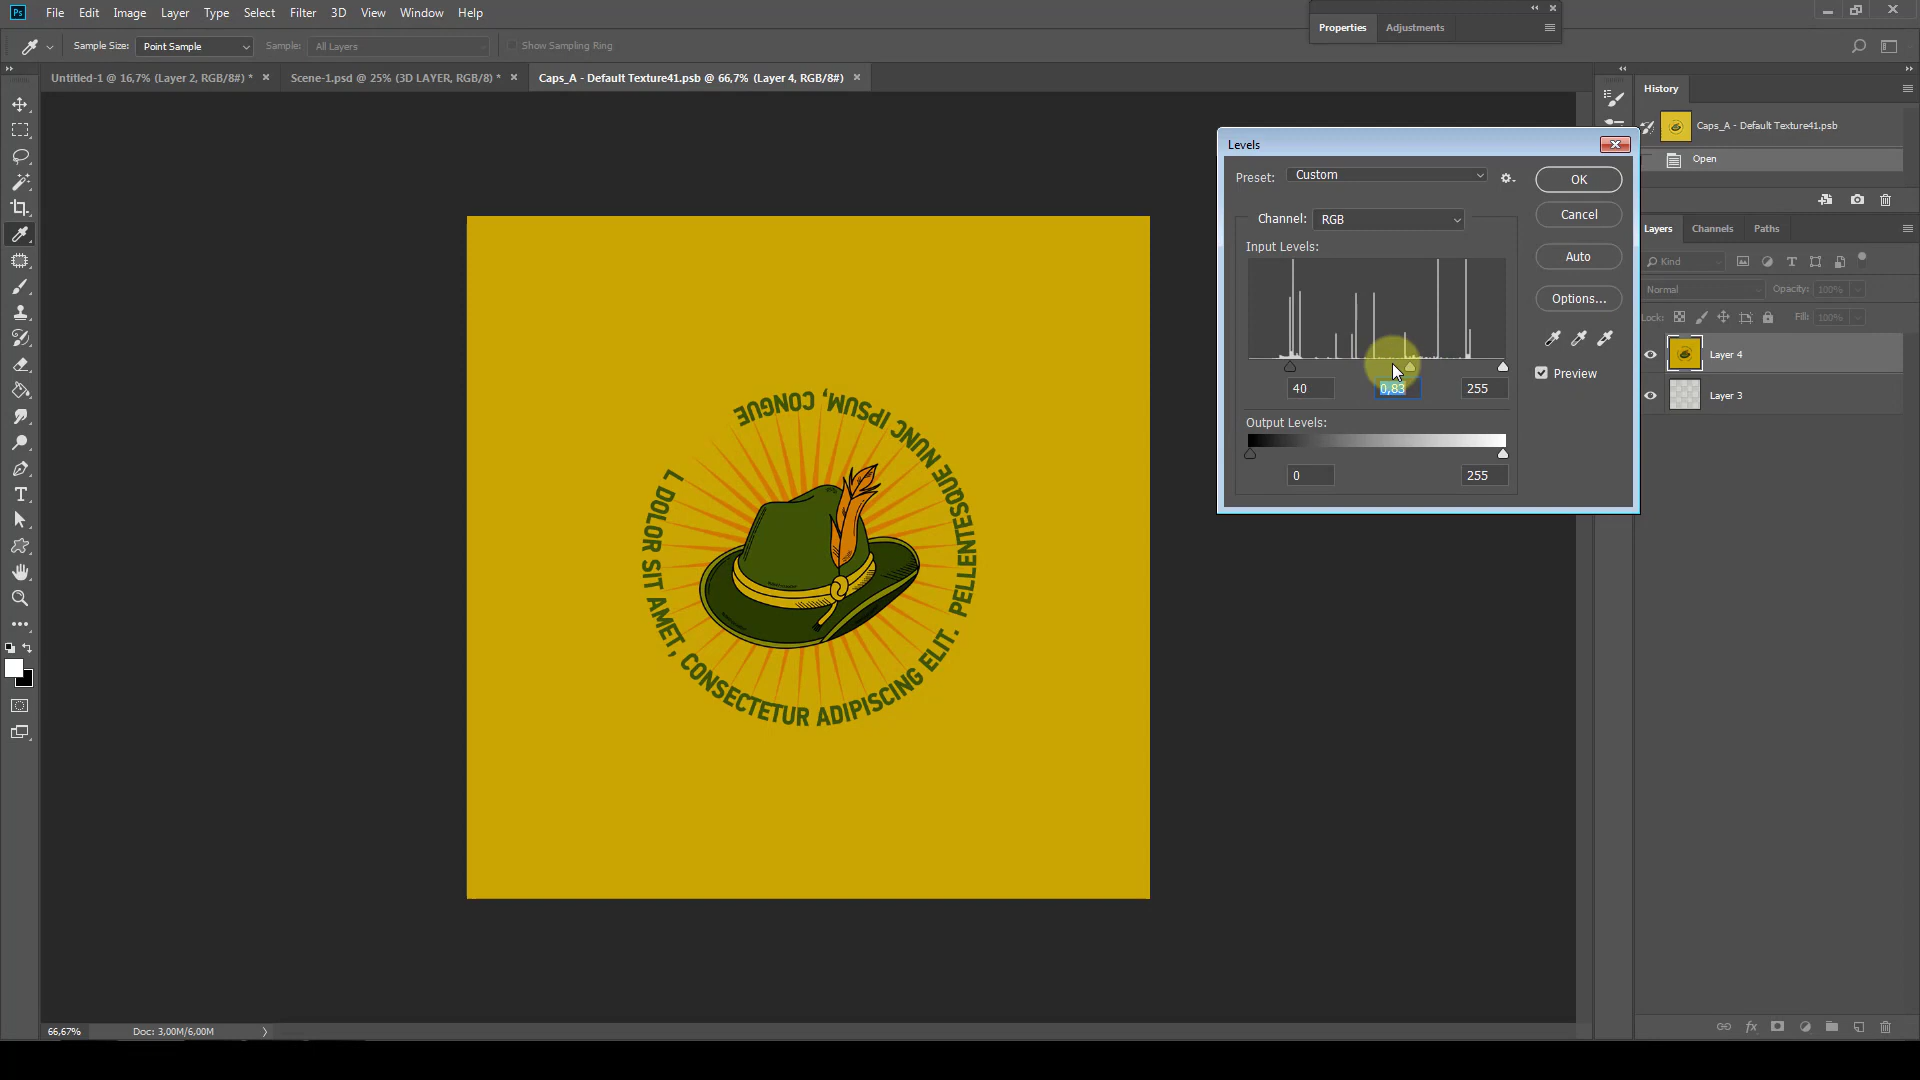 Ps File Edit Image Layer Type Select Filter 3D View Window Help
Properties Adjustments
Sample Size: Point Sample Sample: All Layers Show Sampling Ring
Untitled-1 @ 16,7% (Layer 2, RGB/8#) *
Scene-1.psd @ 25% (3D LAYER, RGB/8) *
Caps_A - Default Texture41.psb @ 66,7% (Layer 4, RGB/8#)
History
Caps_A - Default Texture41.psb
Open
Levels
Preset: Custom
OK
Channel: RGB
Cancel
Input Levels:
Auto
Options...
Preview
40 0,83 255
Output Levels:
0 255
Layers Channels Paths
Kind
Normal Opacity: 100%
Lock: Fill: 100%
Layer 4
Layer 3
L DOLOR SIT AMET, CONSECTETUR ADIPISCING ELIT. PELLENTESQUE NUNC IPSUM, CONGUE
66,67% Doc: 3,00M/6,00M